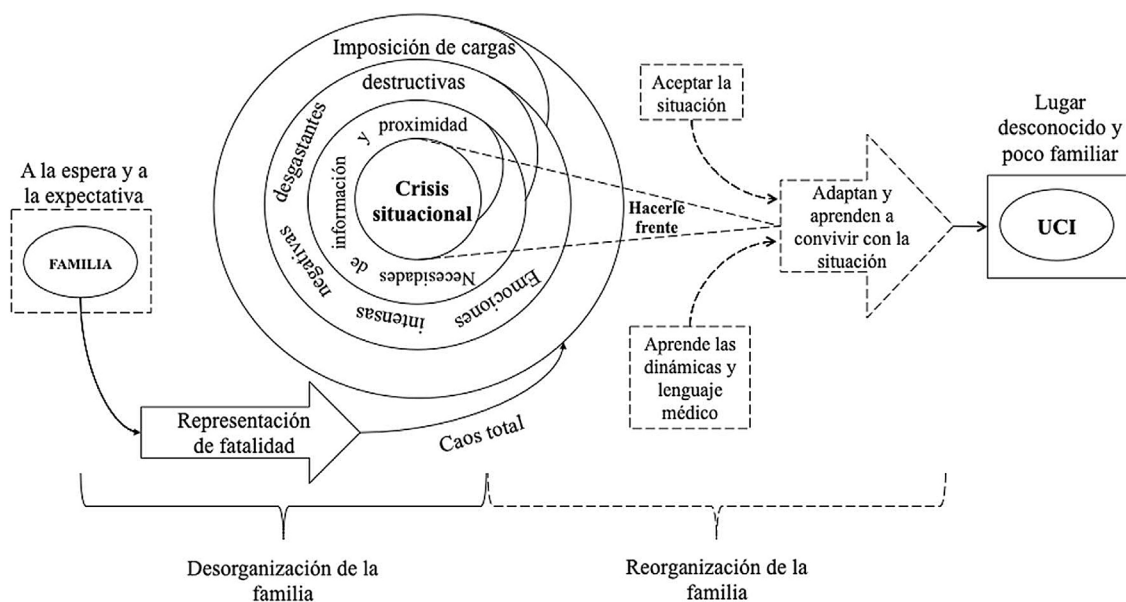 A la espera y a
la expectativa
FAMILIA
Representación
de fatalidad
Caos total
Imposición de cargas
Emociones intensas negativas desgastantes destructivas
Necesidades de información y proximidad
Crisis
situacional
Hacerle
frente
Aceptar la
situación
Aprende las
dinámicas y
lenguaje
médico
Adaptan y
aprenden a
convivir con la
situación
Lugar
desconocido y
poco familiar
UCI
Desorganización de la
familia
Reorganización de la
familia